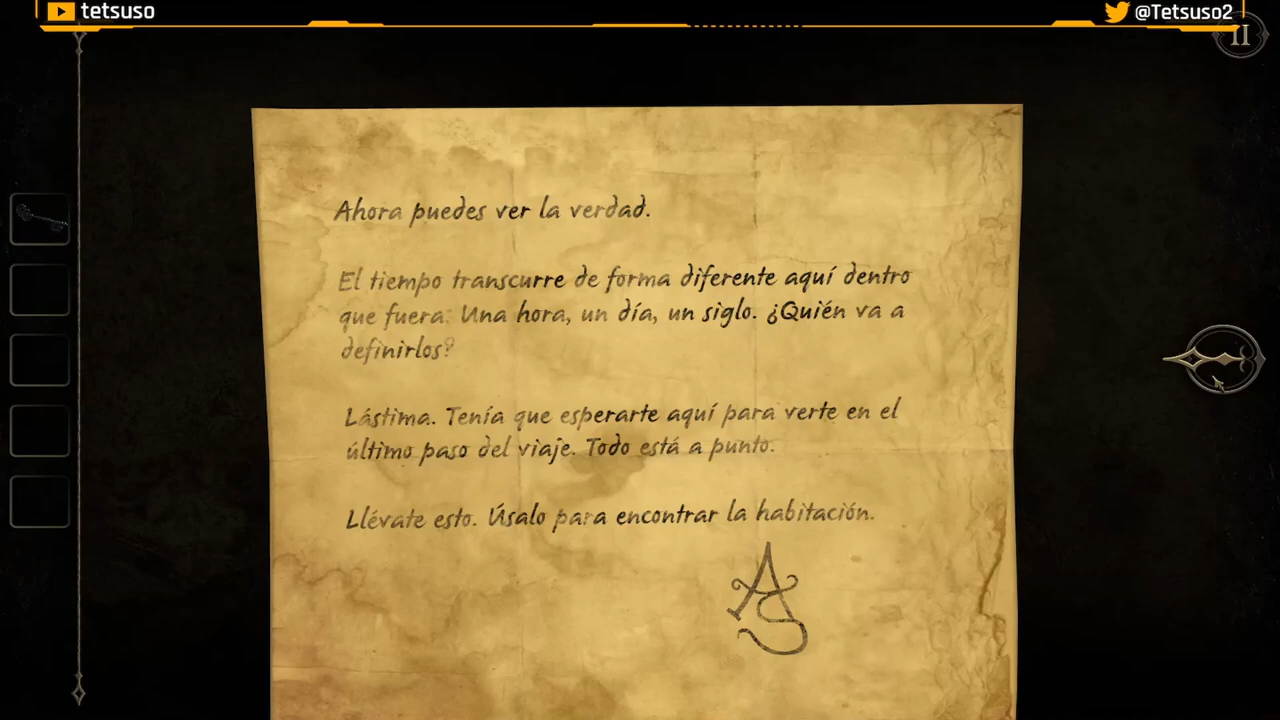 tetsuso
@Tetsuso2
II
Ahora puedes ver la verdad.
El tiempo transcurre de forma diferente aquí dentro
que fuera. Una hora, un día, un siglo. ¿Quién va a
definirlos?
Lástima. Tenía que esperarte aquí para verte en el
último paso del viaje. Todo está a punto.
Llévate esto. Úsalo para encontrar la habitación.
AS